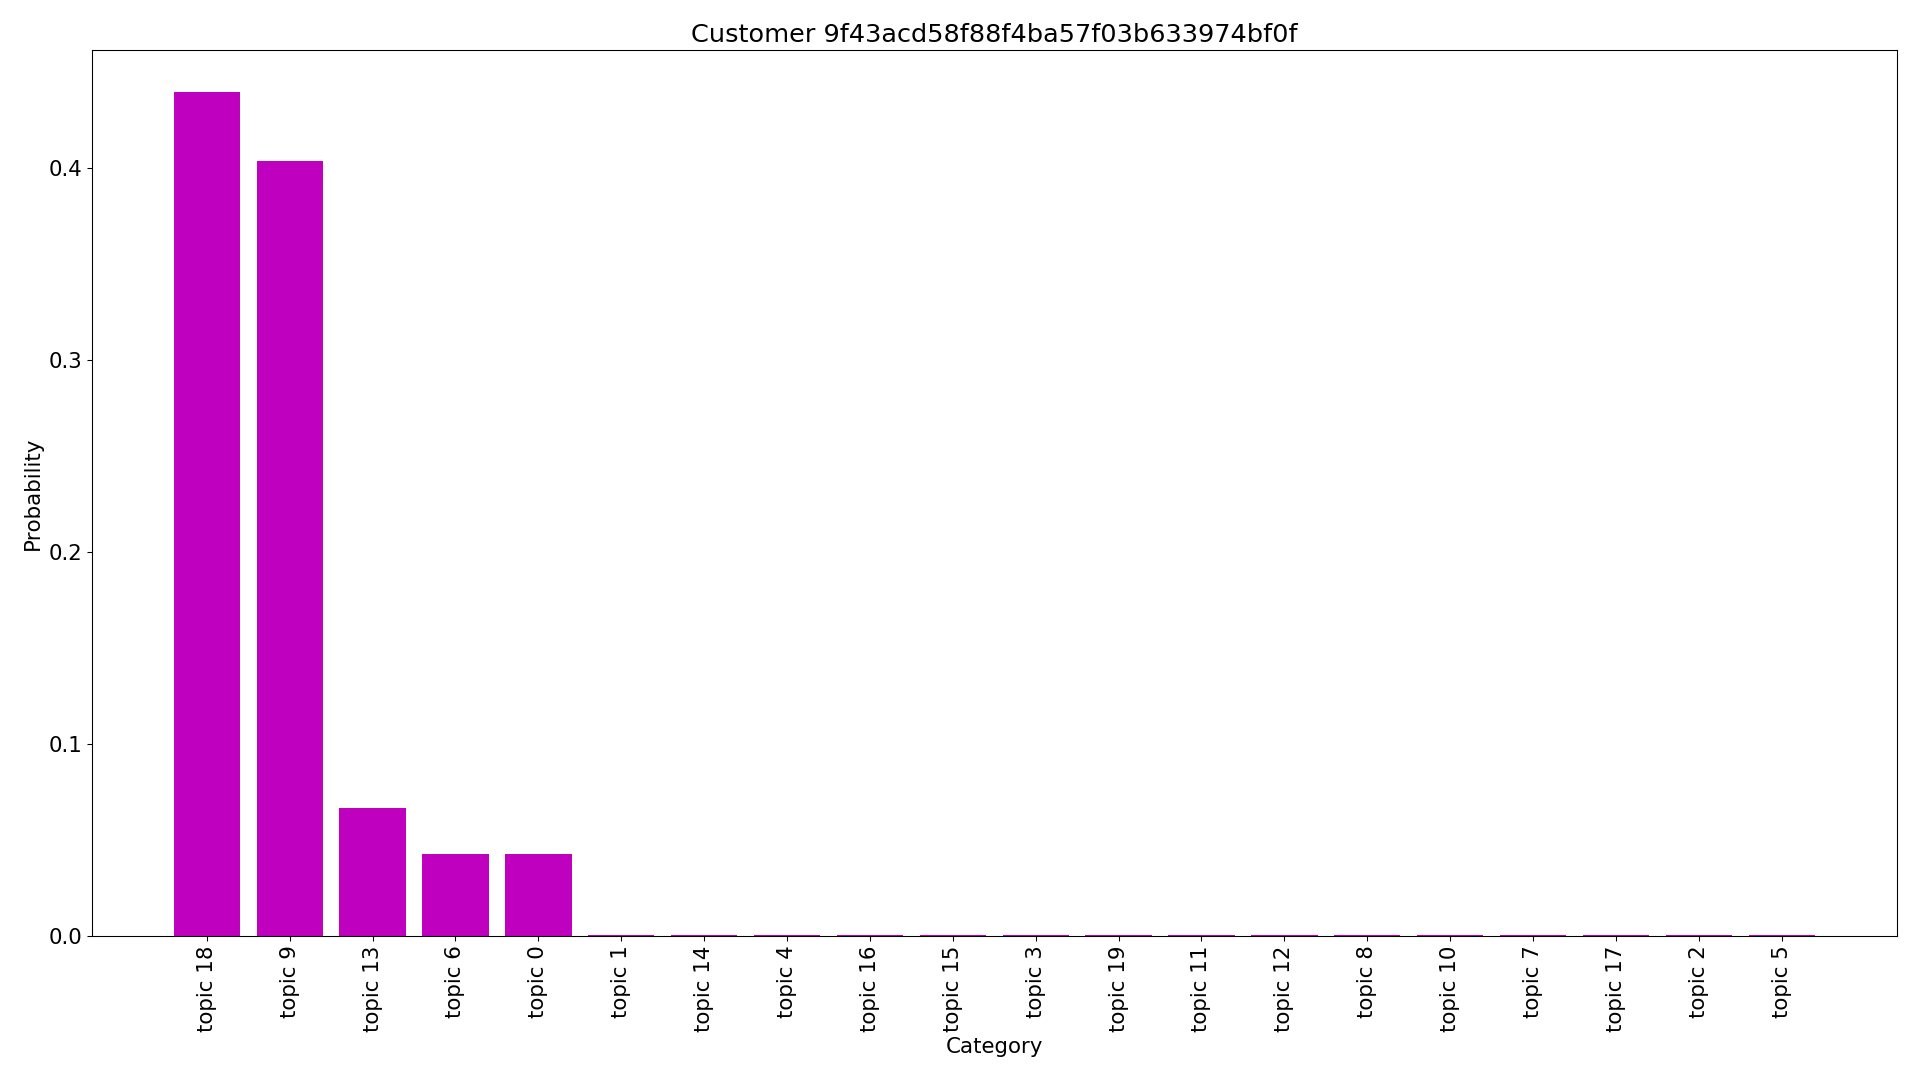 Customer 9f43acd58f88f4ba57f03b633974bf0f
Probability
0.4
0.3
0.2
0.1
0.0
topic 18
topic 9
topic 13
topic 6
topic 0
topic 1
topic 14
topic 4
topic 16
topic 15
topic 3
topic 19
topic 11
topic 12
topic 8
topic 10
topic 7
topic 17
topic 2
topic 5
Category